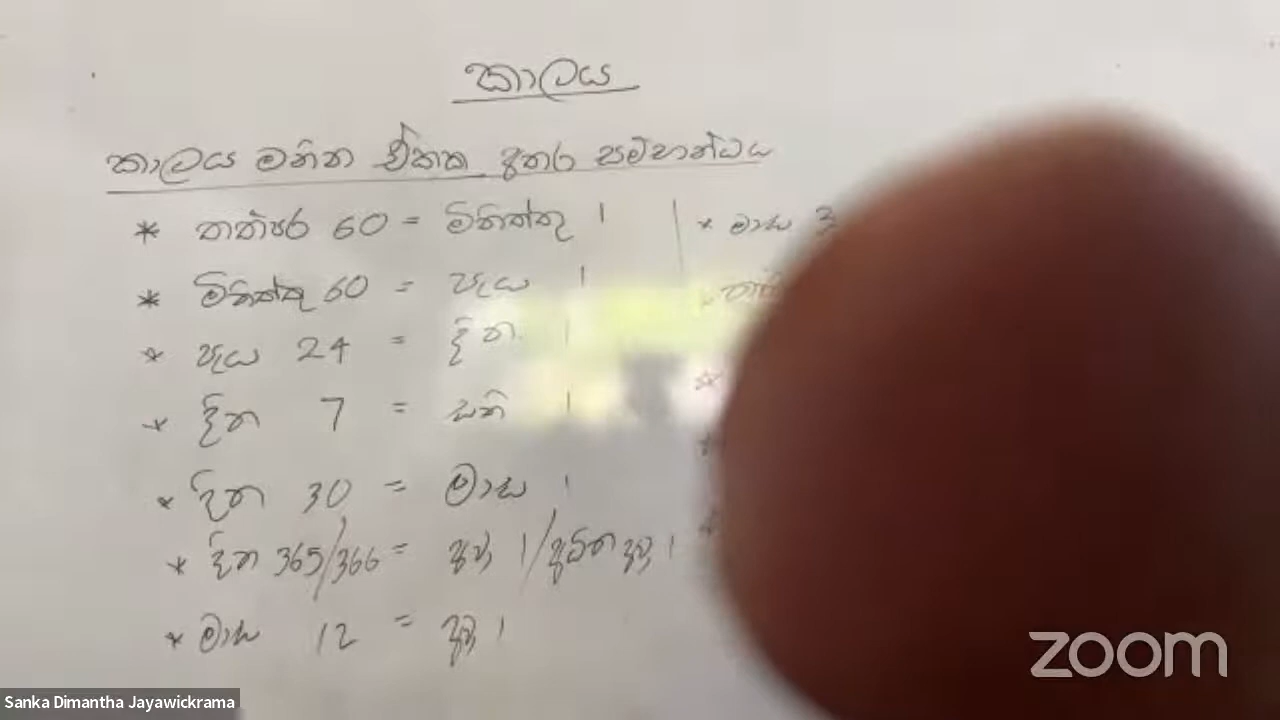 කාලය
කාලය මනින ඒකක අතර සම්බන්ධය
* තත්පර 60 = මිනිත්තු 1
* මිනිත්තු 60 = පැය 1
* පැය 24 = දින 1
* දින 7 = සති 1
* දින 30 = මාස 1
* දින 365/366 = අවු 1/අධික අවු 1
* මාස 12 = අවු 1
* මාස 3
zoom
Sanka Dimantha Jayawickrama